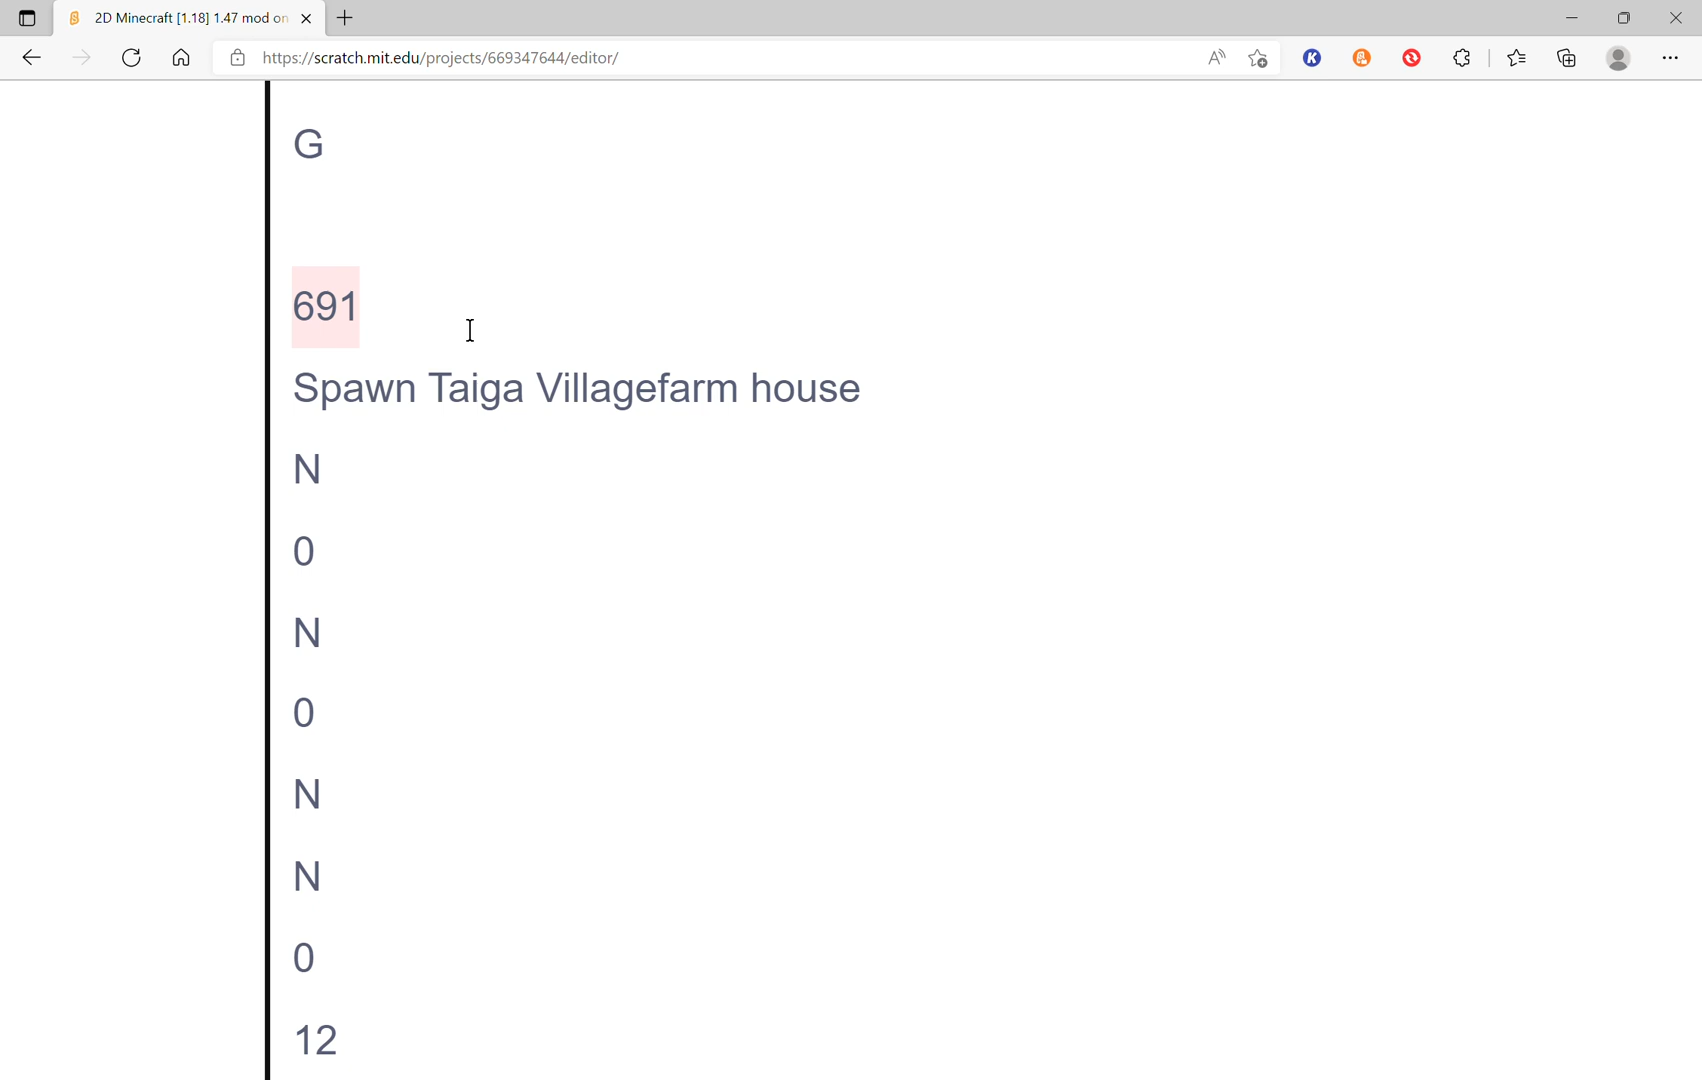 2D Minecraft [1.18] 1.47 mod on
https://scratch.mit.edu/projects/669347644/editor/
G
691
Spawn Taiga Villagefarm house
N
0
N
0
N
N
0
12